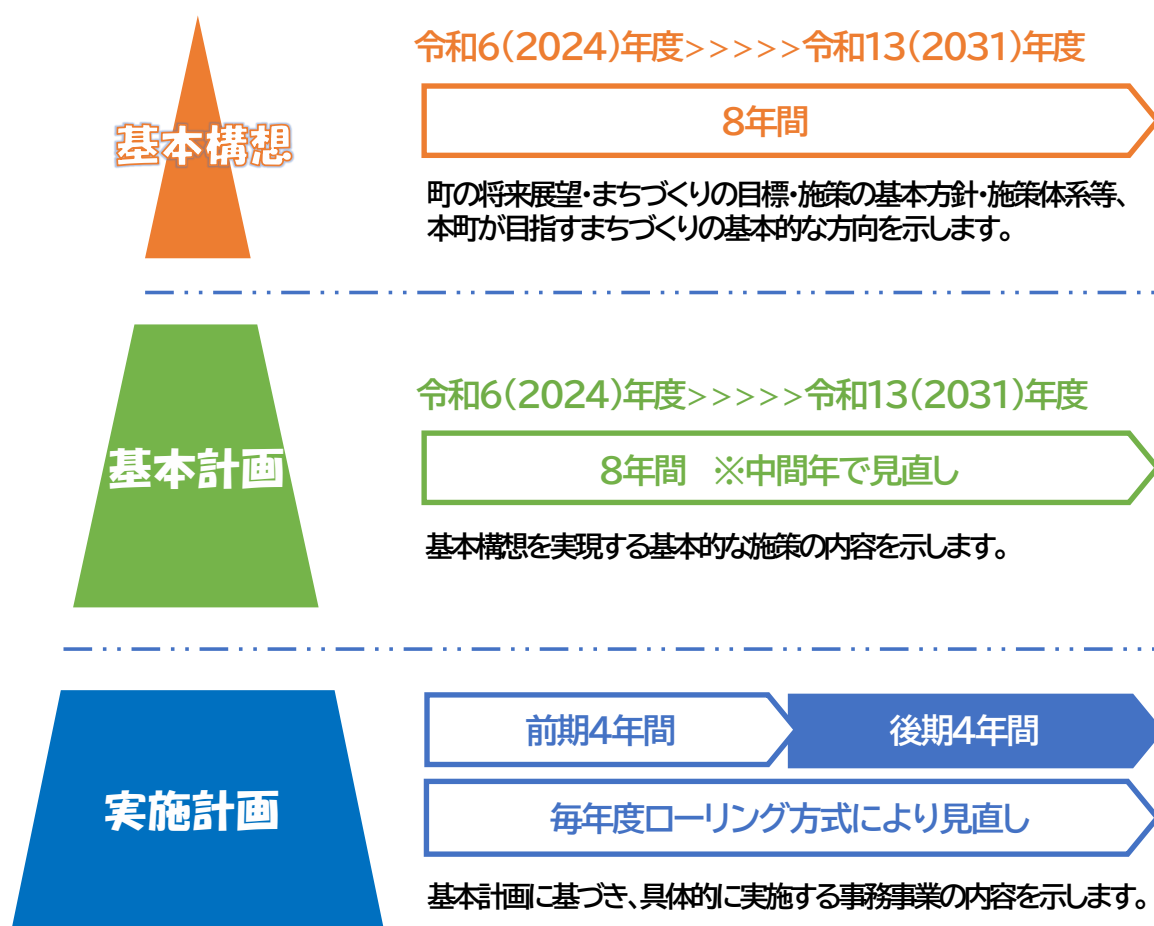 令和6(2024)年度>>>>>令和13(2031)年度
基本構想
8年間
町の将来展望・まちづくりの目標・施策の基本方針・施策体系等、
本町が目指すまちづくりの基本的な方向を示します。
令和6(2024)年度>>>>>令和13(2031)年度
基本計画
8年間 ※中間年で見直し
基本構想を実現する基本的な施策の内容を示します。
実施計画
前期4年間
後期4年間
毎年度ローリング方式により見直し
基本計画に基づき、具体的に実施する事務事業の内容を示します。